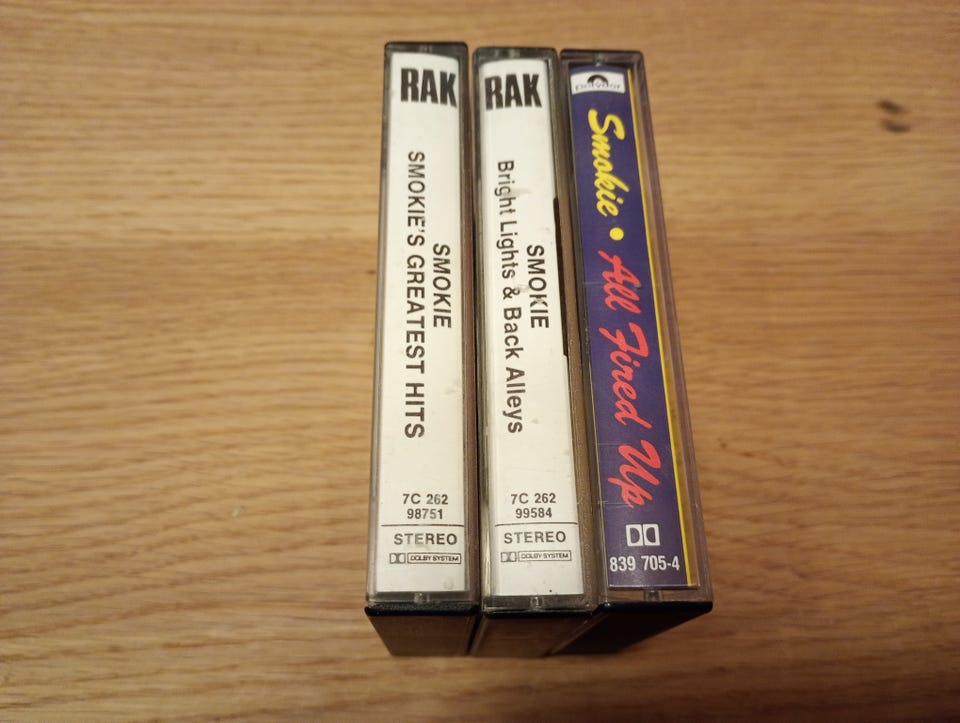 RAK
SMOKIE
SMOKIE'S GREATEST HITS
7C 262
98751
STEREO
DOLBY SYSTEM
RAK
SMOKIE
Bright Lights & Back Alleys
7C 262
99584
STEREO
DOLBY SYSTEM
polydor
Smokie • All Fired Up
839 705-4